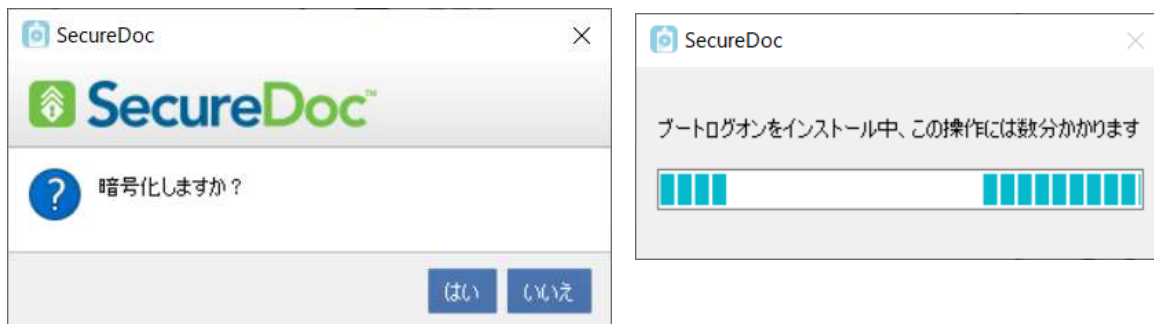 SecureDoc
SecureDoc™
暗号化しますか？
はい
いいえ
SecureDoc
ブートログオンをインストール中、この操作には数分かかります